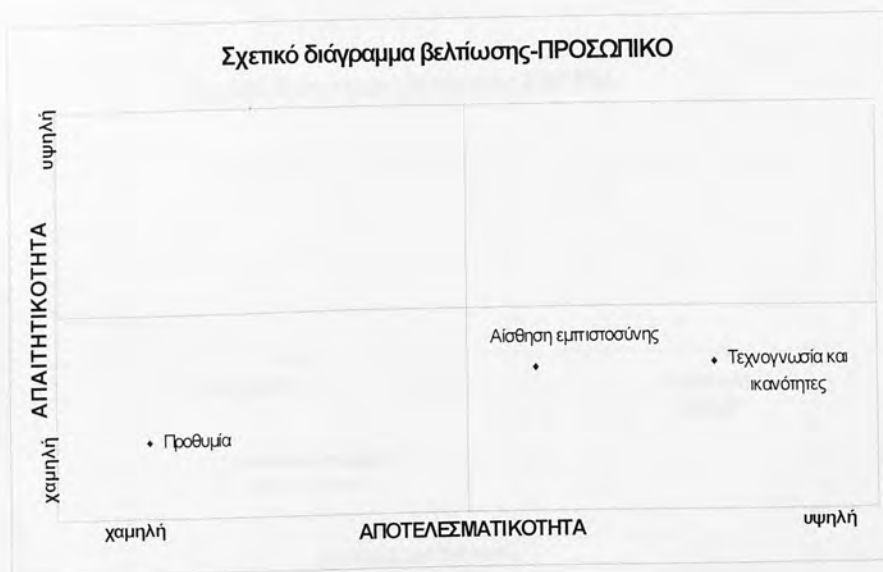 Σχετικό διάγραμμα βελτίωσης-ΠΡΟΣΩΠΙΚΟ
υψηλή
ΑΠΑΙΤΗΤΙΚΟΤΗΤΑ
χαμηλή
Αίσθηση εμπιστοσύνης
Τεχνογνωσία και
ικανότητες
Προθυμία
χαμηλή
ΑΠΟΤΕΛΕΣΜΑΤΙΚΟΤΗΤΑ
υψηλή